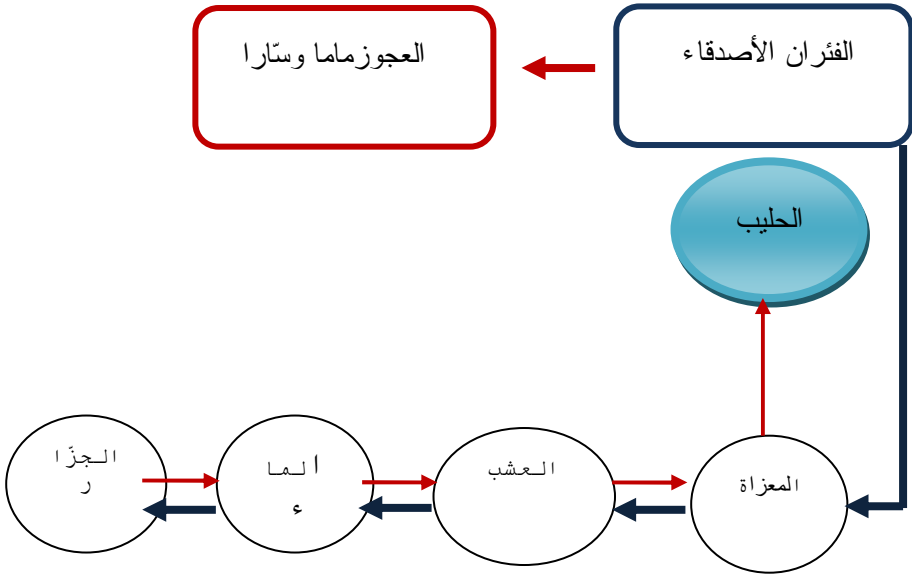 الفئران الأصدقاء
العجوزماما وسّارا
الحليب
المعزاة
العشب
الما
ء
الجزّا
ر